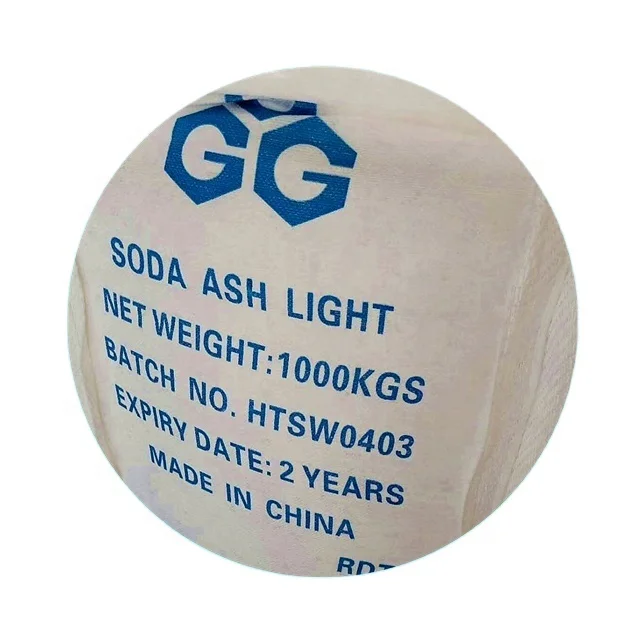 GG
SODA ASH LIGHT
NET WEIGHT:1000KGS
BATCH NO. HTSW0403
EXPIRY DATE: 2 YEARS
MADE IN CHINA